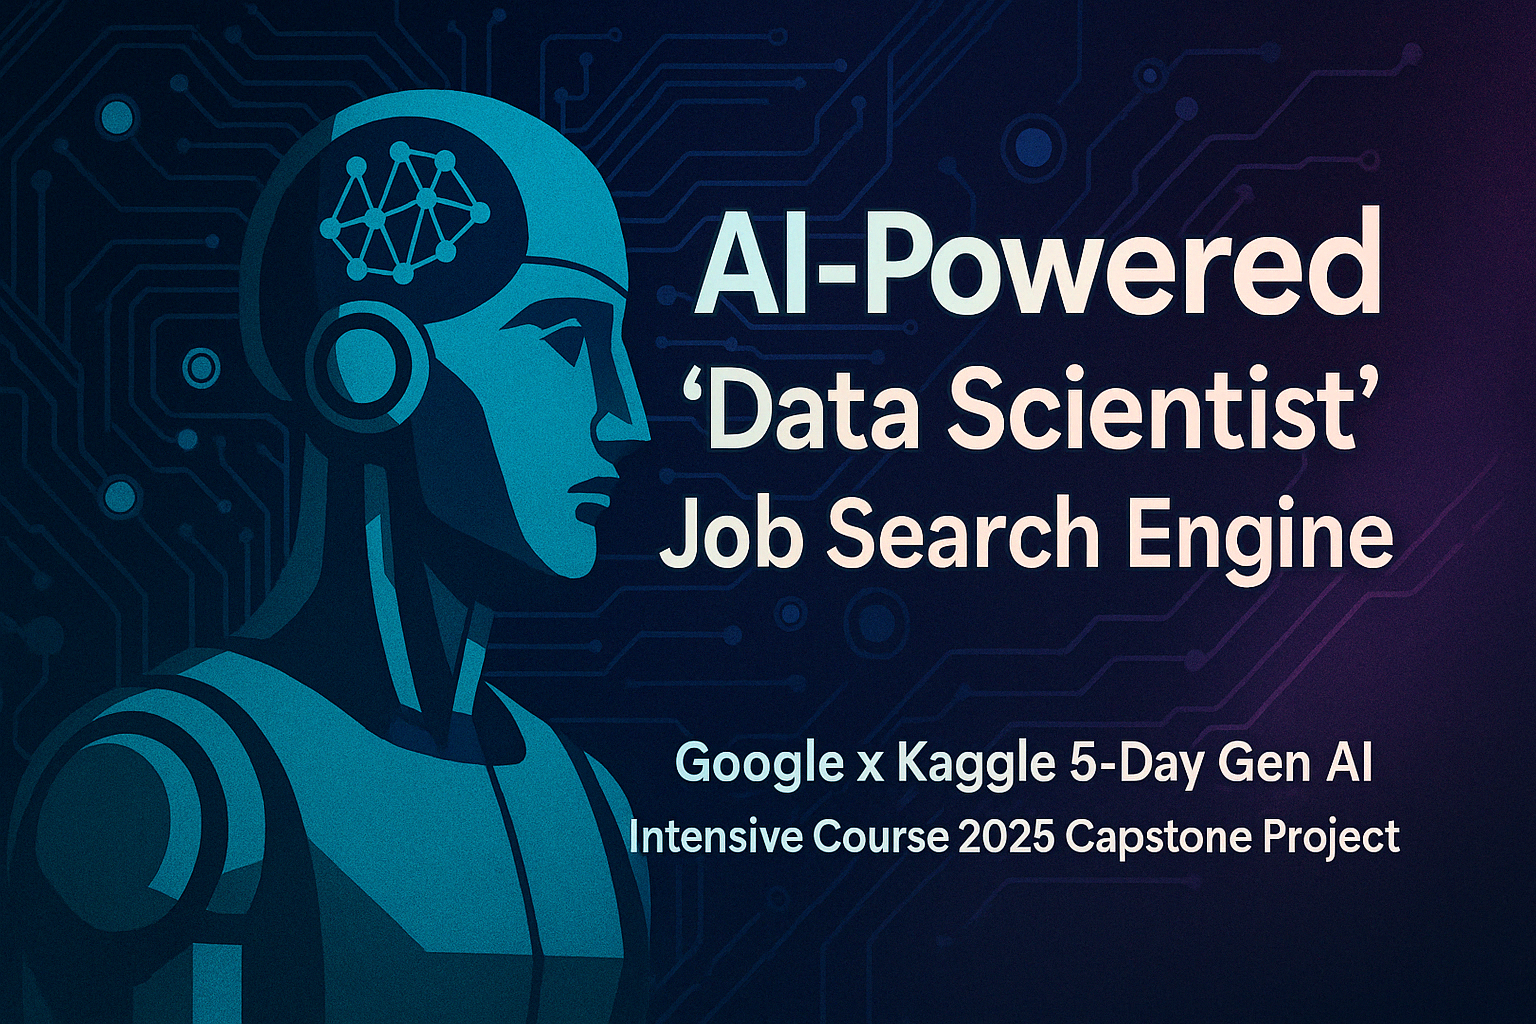 AI-Powered
‘Data Scientist’
Job Search Engine
Google x Kaggle 5-Day Gen AI
Intensive Course 2025 Capstone Project